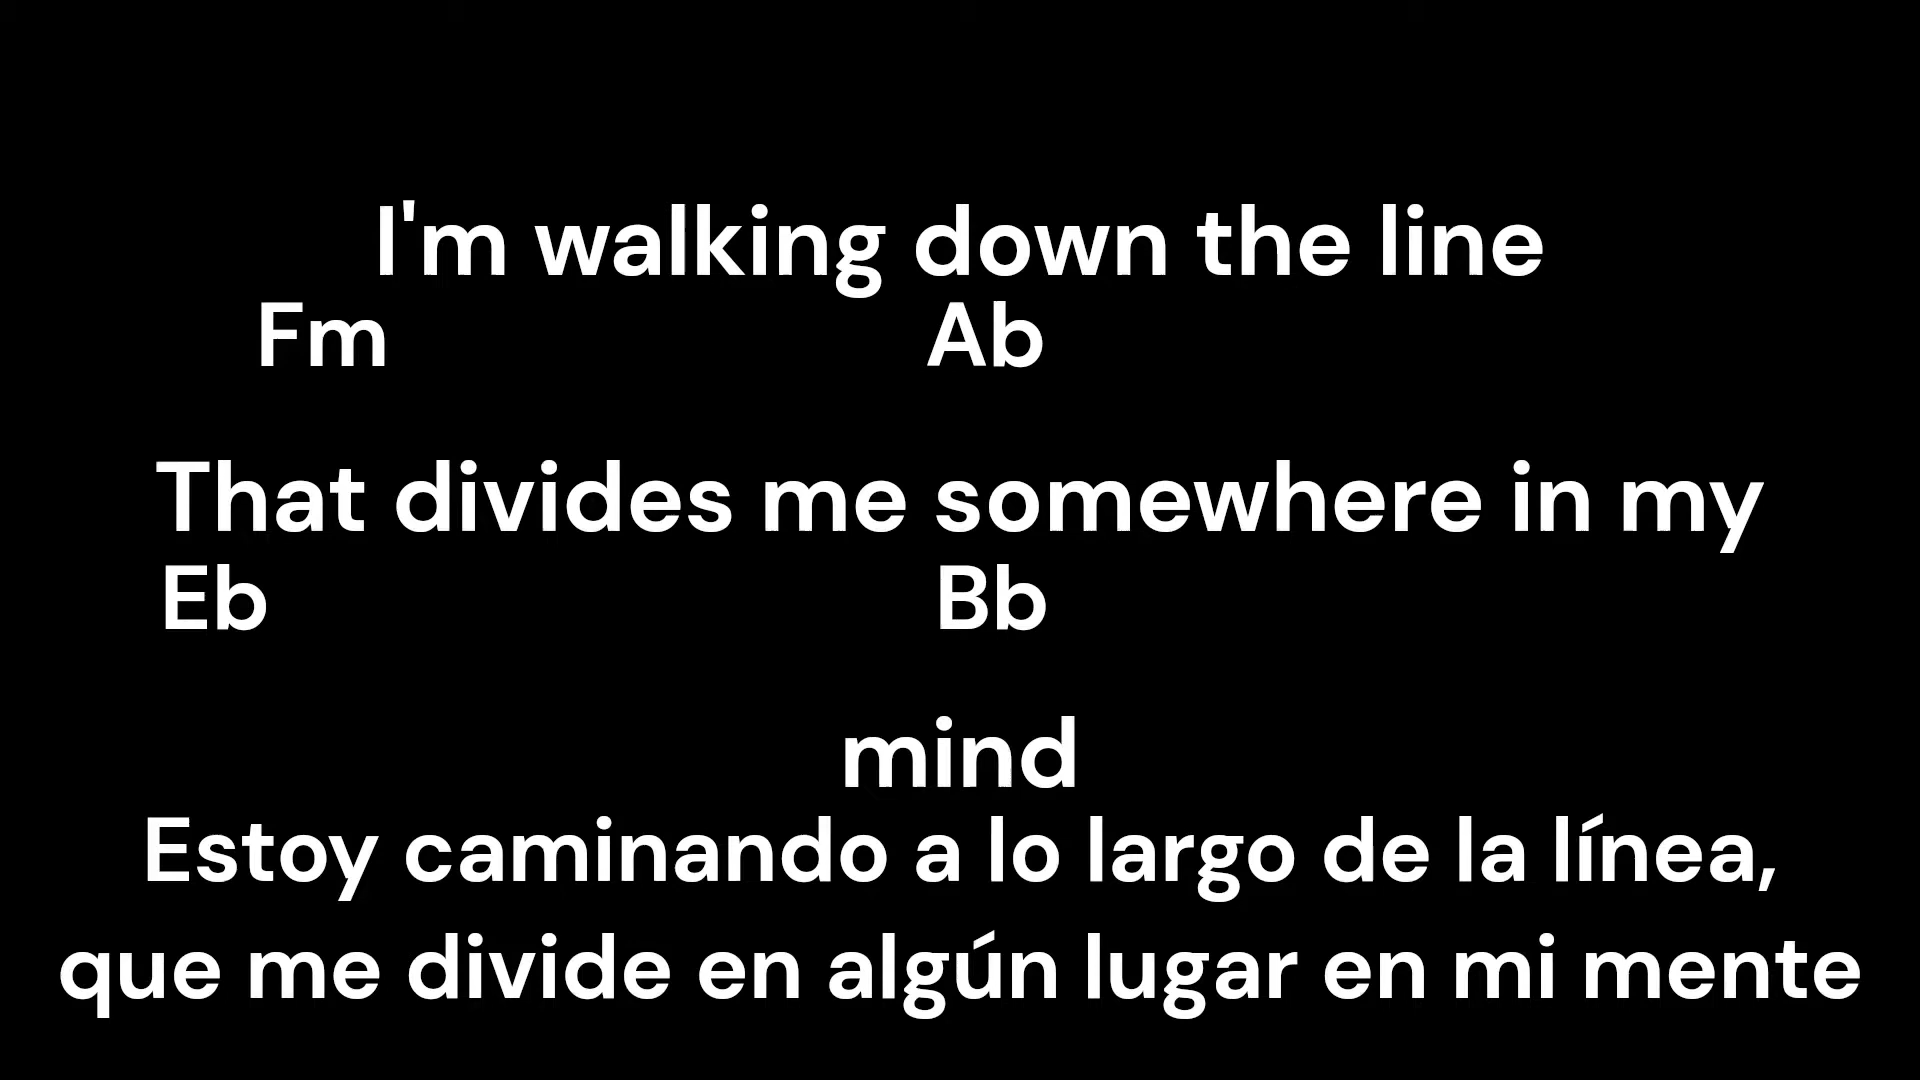 I'm walking down the line
Fm Ab
That divides me somewhere in my
Eb Bb
mind
Estoy caminando a lo largo de la línea,
que me divide en algún lugar en mi mente